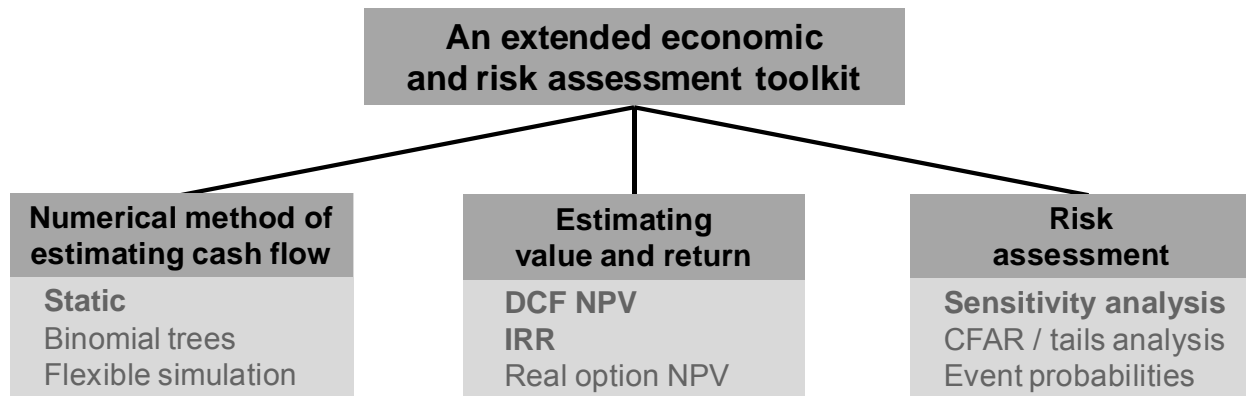 An extended economic
and risk assessment toolkit
Numerical method of
estimating cash flow
Static
Binomial trees
Flexible simulation
Estimating
value and return
DCF NPV
IRR
Real option NPV
Risk
assessment
Sensitivity analysis
CFAR / tails analysis
Event probabilities